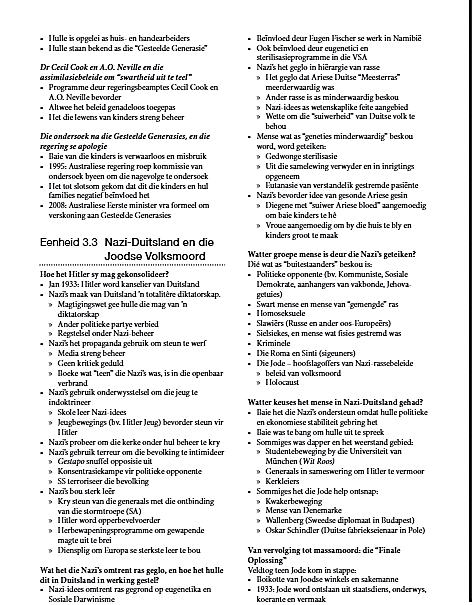 • Hulle is opgelei as huis- en handearbeiders
• Hulle staan bekend as die “Gesteelde Generasie”
Dr Cecil Cook en A.O. Neville en die
assimilasiebeleid om “swartheid uit te teel”
• Programme deur regeringsbeamptes Cecil Cook en
A.O. Neville bevorder
• Altwee het beleid genadeloos toegepas
• Het die lewens van kinders streng beheer
Die ondersoek na die Gesteelde Generasies, en die
regering se apologie
• Baie van die kinders is verwaarloos en misbruik
• 1995: Australiese regering roep kommissie van
ondersoek byeen om die nagevolge te ondersoek
• Het tot slotsom gekom dat dit die kinders en hul
families negatief beïnvloed het
• 2008: Australiese Eerste minister vra formeel om
verskoning aan Gesteelde Generasies
Eenheid 3.3 Nazi-Duitsland en die
Joodse Volksmoord
Hoe het Hitler sy mag gekonsolideer?
• Jan 1933: Hitler word kanselier van Duitsland
• Nazi’s maak van Duitsland ’n totalitêre diktatorskap.
» Magtigingswet gee hulle die mag van ’n
diktatorskap
» Ander politieke partye verbied
» Regstelsel onder Nazi-beheer
• Nazi’s het propaganda gebruik om steun te werf
» Media streng beheer
» Geen kritiek geduld
» Boeke wat “teen” die Nazi’s was, is in die openbaar
verbrand
• Nazi’s gebruik onderwysstelsel om die jeug te
indoktrineer
» Skole leer Nazi-idees
» Jeugbewegings (bv. Hitler Jeug) bevorder steun vir
Hitler
• Nazi’s probeer om die kerke onder hul beheer te kry
• Nazi’s gebruik terreur om die bevolking te intimideer
» Gestapo snuffel opposisie uit
» Konsentrasiekampe vir politieke opponente
» SS terroriseer die bevolking
• Nazi’s bou sterk leër
» Kry steun van die generaals met die ontbinding
van die stormtroepe (SA)
» Hitler word opperbevelvoerder
» Herbewapeningsprogramme om gewapende
magte uit te brei
» Diensplig om Europa se sterkste leër te bou
Wat het die Nazi’s omtrent ras geglo, en hoe het hulle
dit in Duitsland in werking gestel?
• Nazi-idees omtrent ras gegrond op eugenetika en
Sosiale Darwinisme
• Beïnvloed deur Eugen Fischer se werk in Namibië
• Ook beïnvloed deur eugenetici en
sterilisasieprogramme in die VSA
• Nazi’s het geglo in hiërargie van rasse
» Het geglo dat Ariese Duitse “Meesterras”
meerderwaardig was
» Ander rasse is as minderwaardig beskou
» Nazi-idees as wetenskaplike feite aangebied
» Wette om die “suiwerheid” van Duitse volk te
behou
• Mense wat as “geneties minderwaardig” beskou
word, word geteiken:
» Gedwonge sterilisasie
» Uit die samelewing verwyder en in inrigtings
opgeneem
» Eutanasie van verstandelik gestremde pasiënte
• Nazi’s bevorder idee van gesonde Ariese gesin
» Diegene met “suiwer Ariese bloed” aangemoedig
om baie kinders te hê
» Vroue aangemoedig om by die huis te bly en
kinders groot te maak
Watter groepe mense is deur die Nazi’s geteiken?
Dié wat as “buitestaanders” beskou is:
• Politieke opponente (bv. Kommuniste, Sosiale
Demokrate, aanhangers van vakbonde, Jehova-
getuies)
• Swart mense en mense van “gemengde” ras
• Homoseksuele
• Slawiërs (Russe en ander oos-Europeërs)
• Sielsiekes, en mense wat fisies gestremd was
• Kriminele
• Die Roma en Sinti (sigeuners)
• Die Jode – hoofslagoffers van Nazi-rassebeleide
» beleid van volksmoord
» Holocaust
Watter keuses het mense in Nazi-Duitsland gehad?
• Baie het die Nazi’s ondersteun omdat hulle politieke
en ekonomiese stabiliteit gebring het
• Baie was te bang om hulle uit te spreek
• Sommiges was dapper en het weerstand gebied:
» Studentebeweging by die Universiteit van
München (Wit Roos)
» Generaals in sameswering om Hitler te vermoor
» Kerkleiers
• Sommiges het die Jode help ontsnap:
» Kwakerbeweging
» Mense van Denemarke
» Wallenberg (Sweedse diplomaat in Budapest)
» Oskar Schindler (Duitse fabriekseienaar in Pole)
Van vervolging tot massamoord: die “Finale
Oplossing”
Veldtog teen Jode kom in stappe:
• Boikotte van Joodse winkels en sakemanne
• 1933: Jode word ontslaan uit staatsdiens, onderwys,
koerante en vermaak